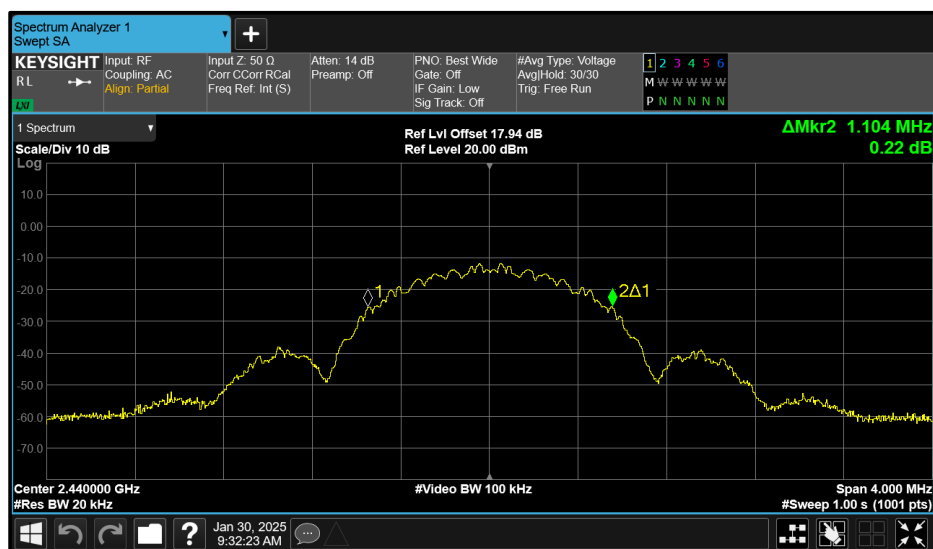 Spectrum Analyzer 1
Swept SA
KEYSIGHT
RL
LXI
Input: RF
Coupling: AC
Align: Partial
Input Z: 50 Ω
Corr CCorr RCal
Freq Ref: Int (S)
Atten: 14 dB
Preamp: Off
PNO: Best Wide
Gate: Off
IF Gain: Low
Sig Track: Off
#Avg Type: Voltage
Avg|Hold: 30/30
Trig: Free Run
1 2 3 4 5 6
M W W W W W
P N N N N N
1 Spectrum
Scale/Div 10 dB
Ref Lvl Offset 17.94 dB
Ref Level 20.00 dBm
ΔMkr2 1.104 MHz
0.22 dB
Log
10.0
0.00
-10.0
-20.0
-30.0
-40.0
-50.0
-60.0
-70.0
1
2Δ1
Center 2.440000 GHz
#Res BW 20 kHz
#Video BW 100 kHz
Span 4.000 MHz
#Sweep 1.00 s (1001 pts)
?
Jan 30, 2025
9:32:23 AM